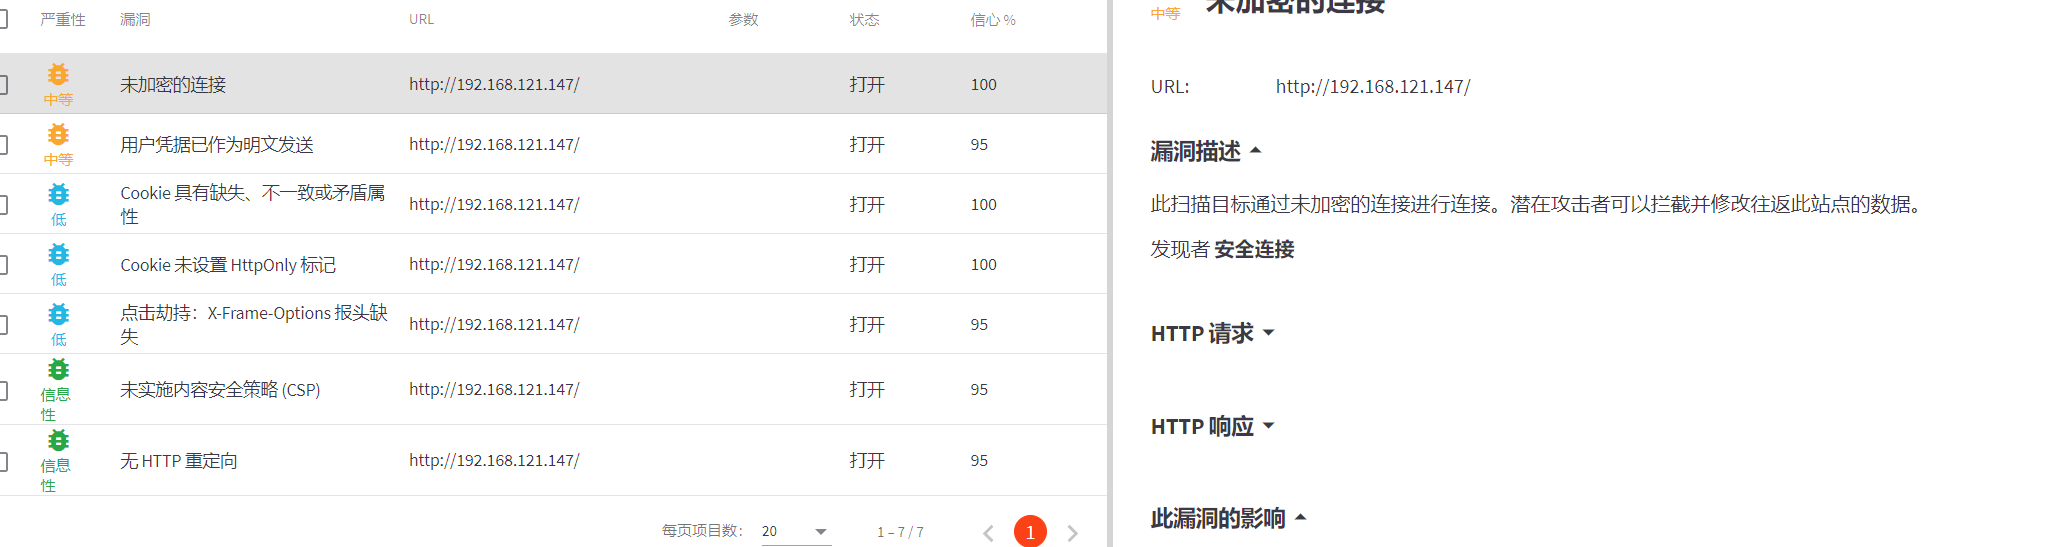 严重性 漏洞 URL 参数 状态 信心 %
中等 未加密的连接 http://192.168.121.147/ 打开 100
中等 用户凭据已作为明文发送 http://192.168.121.147/ 打开 95
Cookie 具有缺失、不一致或矛盾属
性
低 http://192.168.121.147/ 打开 100
低 Cookie 未设置 HttpOnly 标记 http://192.168.121.147/ 打开 100
点击劫持：X-Frame-Options 报头缺
失
低 http://192.168.121.147/ 打开 95
信息
性
未实施内容安全策略 (CSP) http://192.168.121.147/ 打开 95
信息
性
无 HTTP 重定向 http://192.168.121.147/ 打开 95
每页项目数： 20 1 – 7 / 7 1
中等 未加密的连接
URL: http://192.168.121.147/
漏洞描述
此扫描目标通过未加密的连接进行连接。潜在攻击者可以拦截并修改往返此站点的数据。
发现者 安全连接
HTTP 请求
HTTP 响应
此漏洞的影响